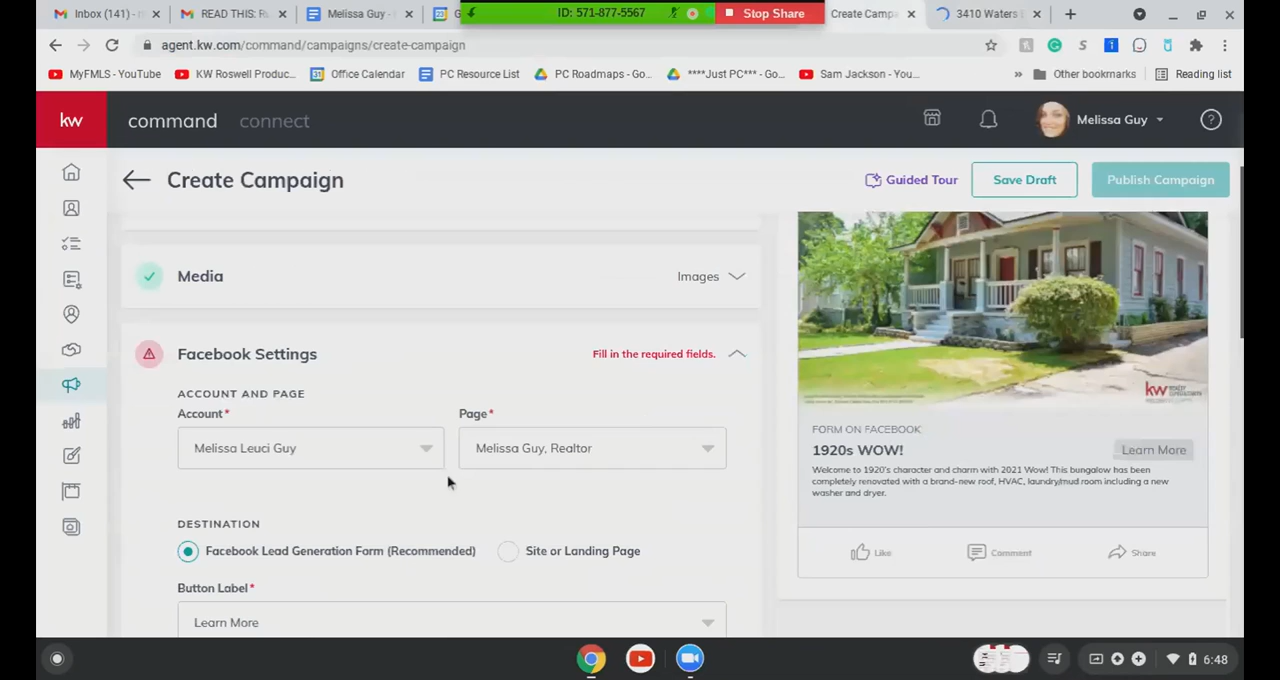 Inbox (141) - m
READ THIS: R
Melissa Guy -
G
ID: 571-877-5567
Stop Share
Create Campa
3410 Waters
agent.kw.com/command/campaigns/create-campaign
MyFMLS - YouTube
KW Roswell Produc...
Office Calendar
PC Resource List
PC Roadmaps - Go...
****Just PC*** - Go...
Sam Jackson - You...
»
Other bookmarks
Reading list
kw
command
connect
Melissa Guy
Create Campaign
Guided Tour
Save Draft
Publish Campaign
Media
Images
Facebook Settings
Fill in the required fields.
ACCOUNT AND PAGE
Account*
Page*
Melissa Leuci Guy
Melissa Guy, Realtor
DESTINATION
Facebook Lead Generation Form (Recommended)
Site or Landing Page
Button Label*
Learn More
kw
FORM ON FACEBOOK
1920s WOW!
Learn More
Welcome to 1920's character and charm with 2021 Wow! This bungalow has been
completely renovated with a brand-new roof, HVAC, laundry/mud room including a new
washer and dryer.
Like
Comment
Share
6:48